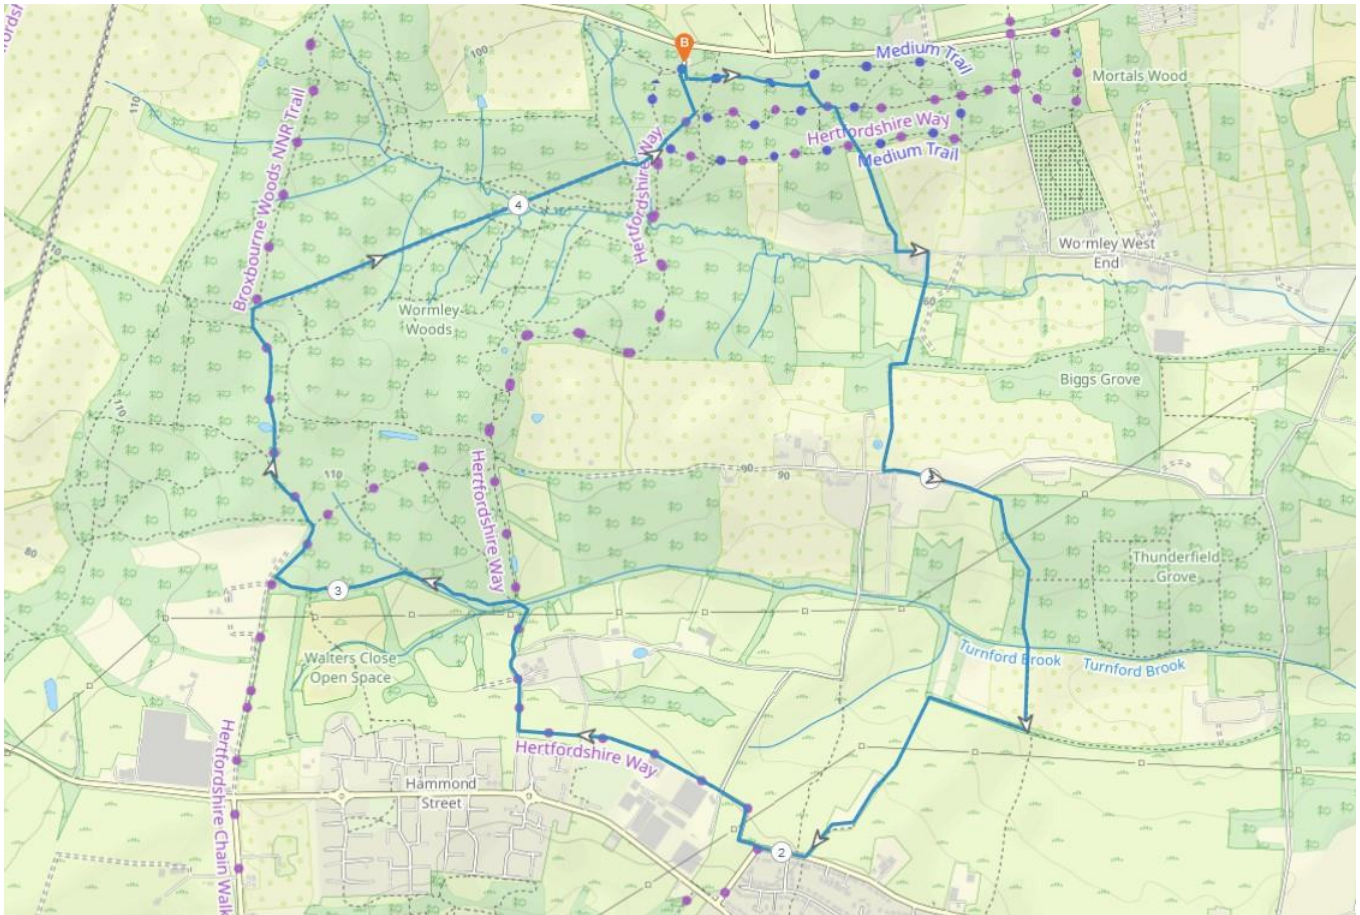 B
Medium Trail
100
110
Mortals Wood
Hertfordshire Way
Medium Trail
Hertfordshire Way
Broxbourne Woods NNR Trail
4
Wormley West
End
60
Wormley
Woods
Biggs Grove
110
90
90
110
Hertfordshire Way
80
Thunderfield
Grove
3
Turnford Brook
Turnford Brook
Walters Close
Open Space
Hertfordshire Way
Hertfordshire Chain Walk
Hammond
Street
2